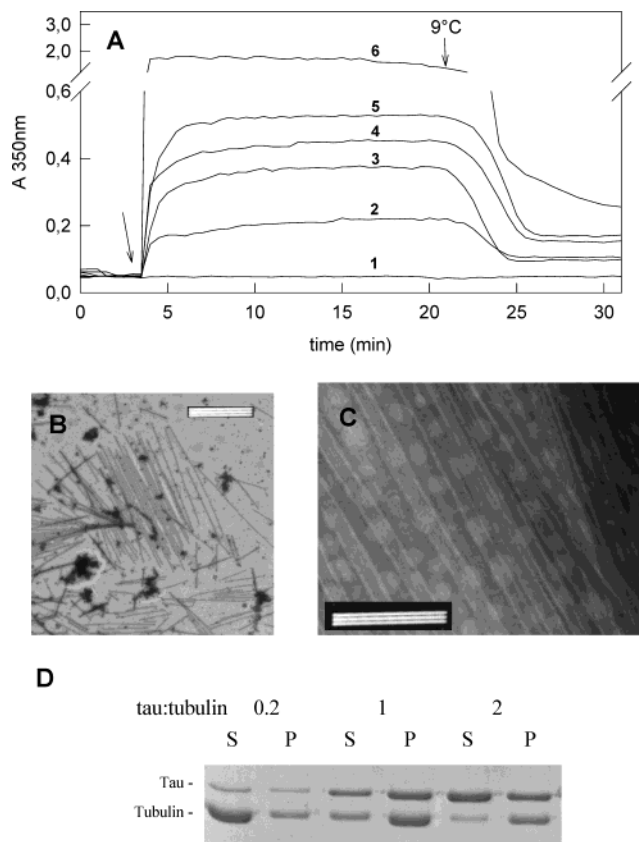 A
9°C
3,0
2,0
0,6
0,4
0,2
0,0
A 350nm
6
5
4
3
2
1
0
5
10
15
20
25
30
time (min)
B
C
D
tau:tubulin 0.2 1 2
S P S P S P
Tau -
Tubulin -